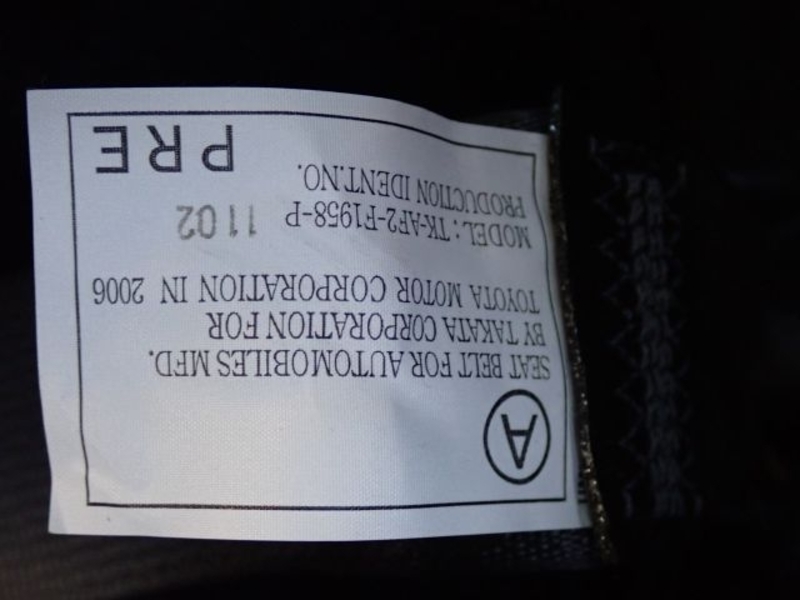 A
SEAT BELT FOR AUTOMOBILES MFD.
BY TAKATA CORPORATION FOR
TOYOTA MOTOR CORPORATION IN 2006
MODEL : TK-AF2-F1958-P 1102
PRODUCTION IDENT.NO.
PRE